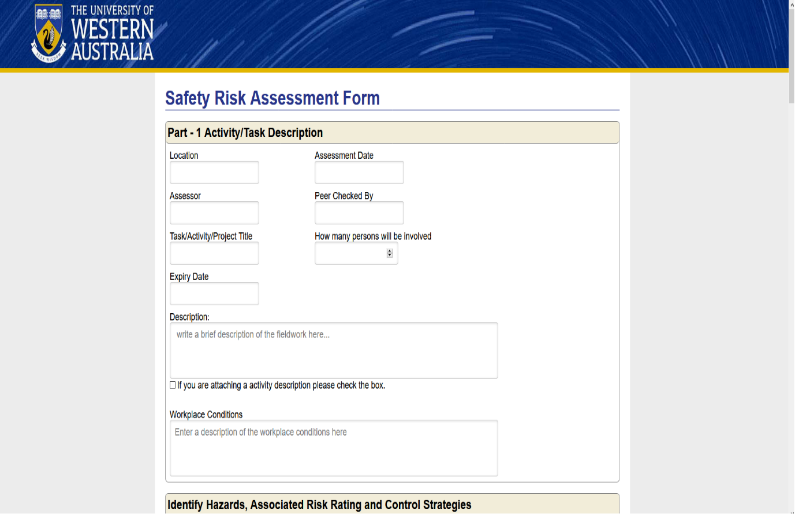 THE UNIVERSITY OF
WESTERN
AUSTRALIA
Safety Risk Assessment Form
Part - 1 Activity/Task Description
Location
Assessment Date
Assessor
Peer Checked By
Task/Activity/Project Title
How many persons will be involved
Expiry Date
Description:
write a brief description of the fieldwork here...
If you are attaching a activity description please check the box.
Workplace Conditions
Enter a description of the workplace conditions here
Identify Hazards, Associated Risk Rating and Control Strategies